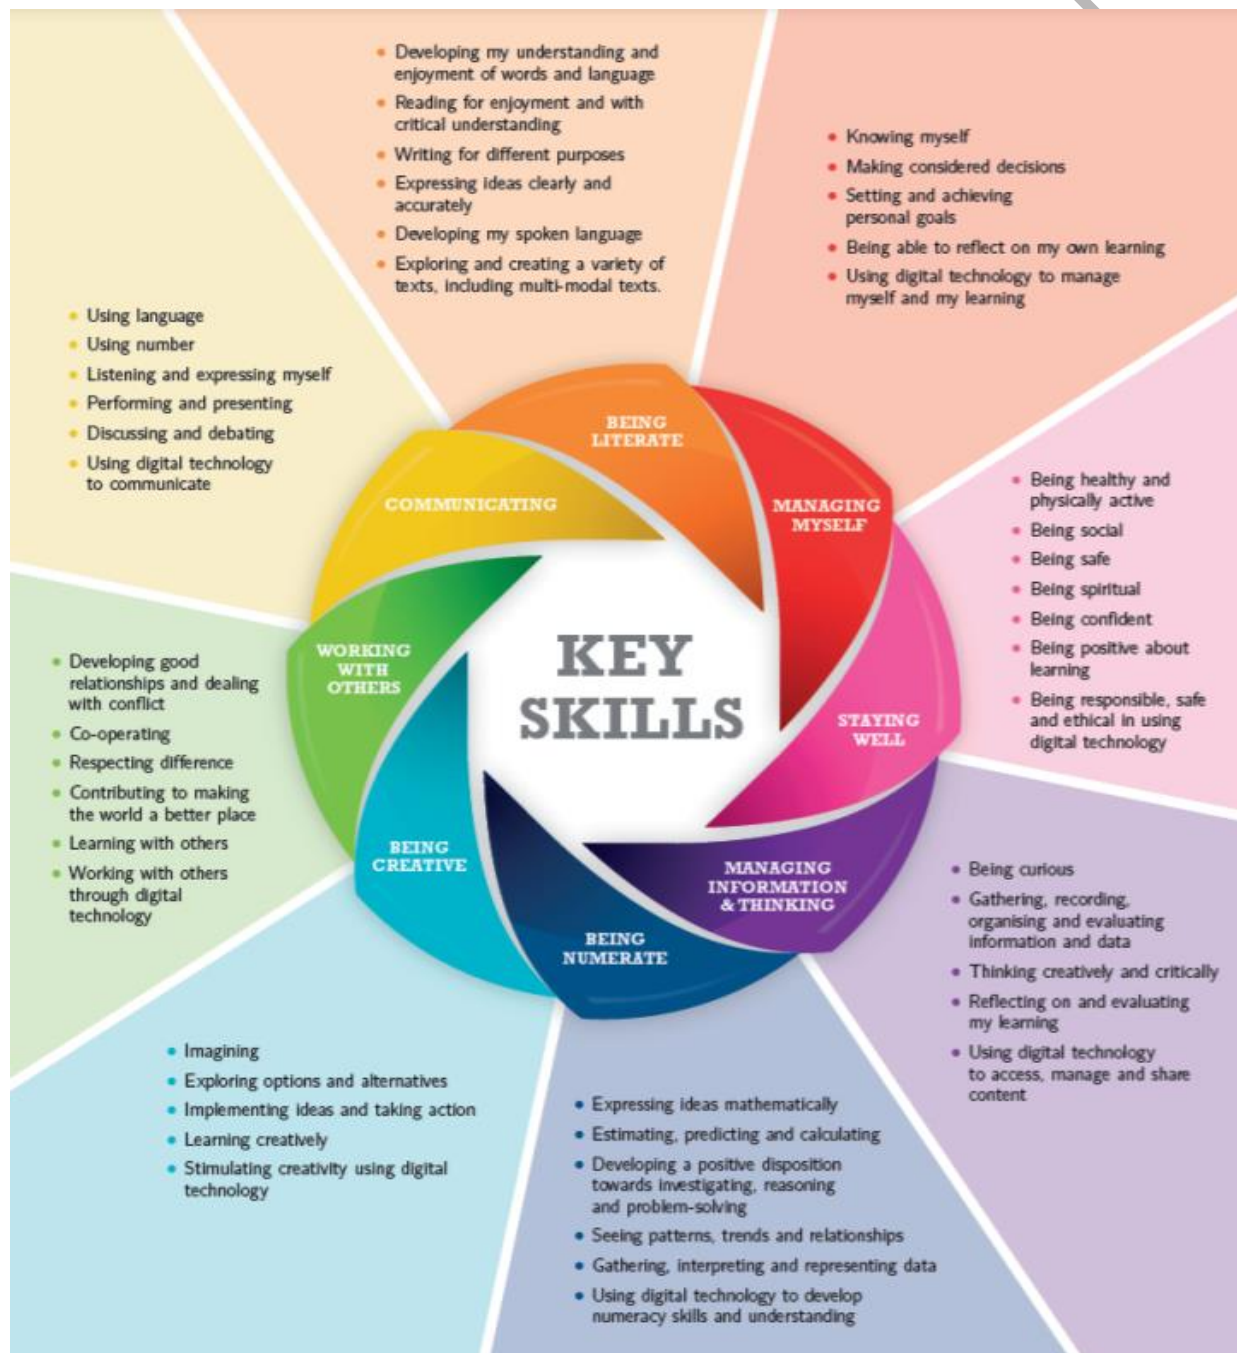 KEY
SKILLS
BEING
LITERATE
• Developing my understanding and
enjoyment of words and language
• Reading for enjoyment and with
critical understanding
• Writing for different purposes
• Expressing ideas clearly and
accurately
• Developing my spoken language
• Exploring and creating a variety of
texts, including multi-modal texts.
MANAGING
MYSELF
• Knowing myself
• Making considered decisions
• Setting and achieving
personal goals
• Being able to reflect on my own learning
• Using digital technology to manage
myself and my learning
STAYING
WELL
• Being healthy and
physically active
• Being social
• Being safe
• Being spiritual
• Being confident
• Being positive about
learning
• Being responsible, safe
and ethical in using
digital technology
MANAGING
INFORMATION
& THINKING
• Being curious
• Gathering, recording,
organising and evaluating
information and data
• Thinking creatively and critically
• Reflecting on and evaluating
my learning
• Using digital technology
to access, manage and share
content
BEING
NUMERATE
• Expressing ideas mathematically
• Estimating, predicting and calculating
• Developing a positive disposition
towards investigating, reasoning
and problem-solving
• Seeing patterns, trends and relationships
• Gathering, interpreting and representing data
• Using digital technology to develop
numeracy skills and understanding
BEING
CREATIVE
• Imagining
• Exploring options and alternatives
• Implementing ideas and taking action
• Learning creatively
• Stimulating creativity using digital
technology
WORKING
WITH
OTHERS
• Developing good
relationships and dealing
with conflict
• Co-operating
• Respecting difference
• Contributing to making
the world a better place
• Learning with others
• Working with others
through digital
technology
COMMUNICATING
• Using language
• Using number
• Listening and expressing myself
• Performing and presenting
• Discussing and debating
• Using digital technology
to communicate